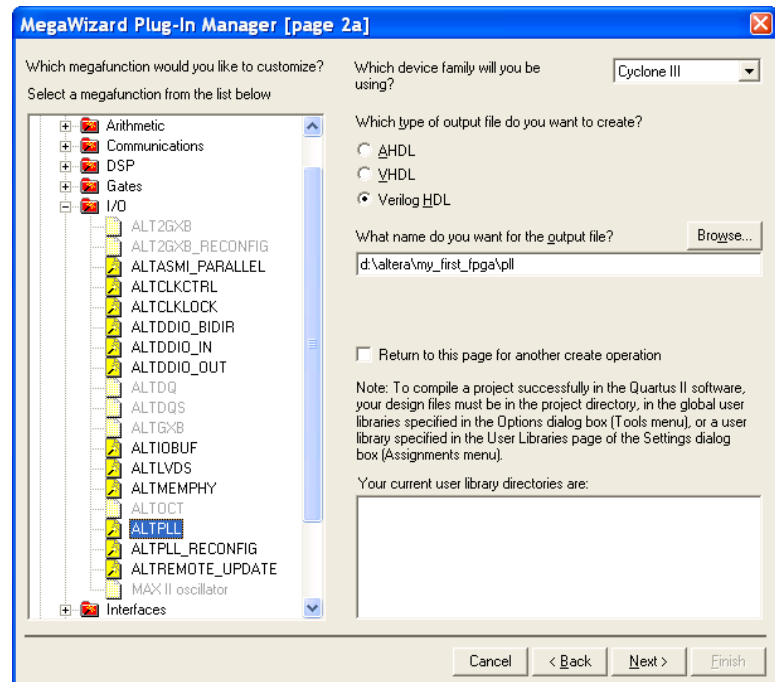 MegaWizard Plug-In Manager [page 2a]
Which megafunction would you like to customize?
Select a megafunction from the list below
Arithmetic
Communications
DSP
Gates
I/O
ALT2GXB
ALT2GXB_RECONFIG
ALTASMI_PARALLEL
ALTCLKCTRL
ALTCLKLOCK
ALTDDIO_BIDIR
ALTDDIO_IN
ALTDDIO_OUT
ALTDQ
ALTDQS
ALTGXB
ALTIOBUF
ALTLVDS
ALTMEMPHY
ALTOCT
ALTPLL
ALTPLL_RECONFIG
ALTREMOTE_UPDATE
MAX II oscillator
Interfaces
Which device family will you be
using?
Cyclone III
Which type of output file do you want to create?
AHDL
VHDL
Verilog HDL
What name do you want for the output file?
Browse...
d:\altera\my_first_fpga\pll
Return to this page for another create operation
Note: To compile a project successfully in the Quartus II software,
your design files must be in the project directory, in the global user
libraries specified in the Options dialog box (Tools menu), or a user
library specified in the User Libraries page of the Settings dialog
box (Assignments menu).
Your current user library directories are:
Cancel
< Back
Next >
Finish